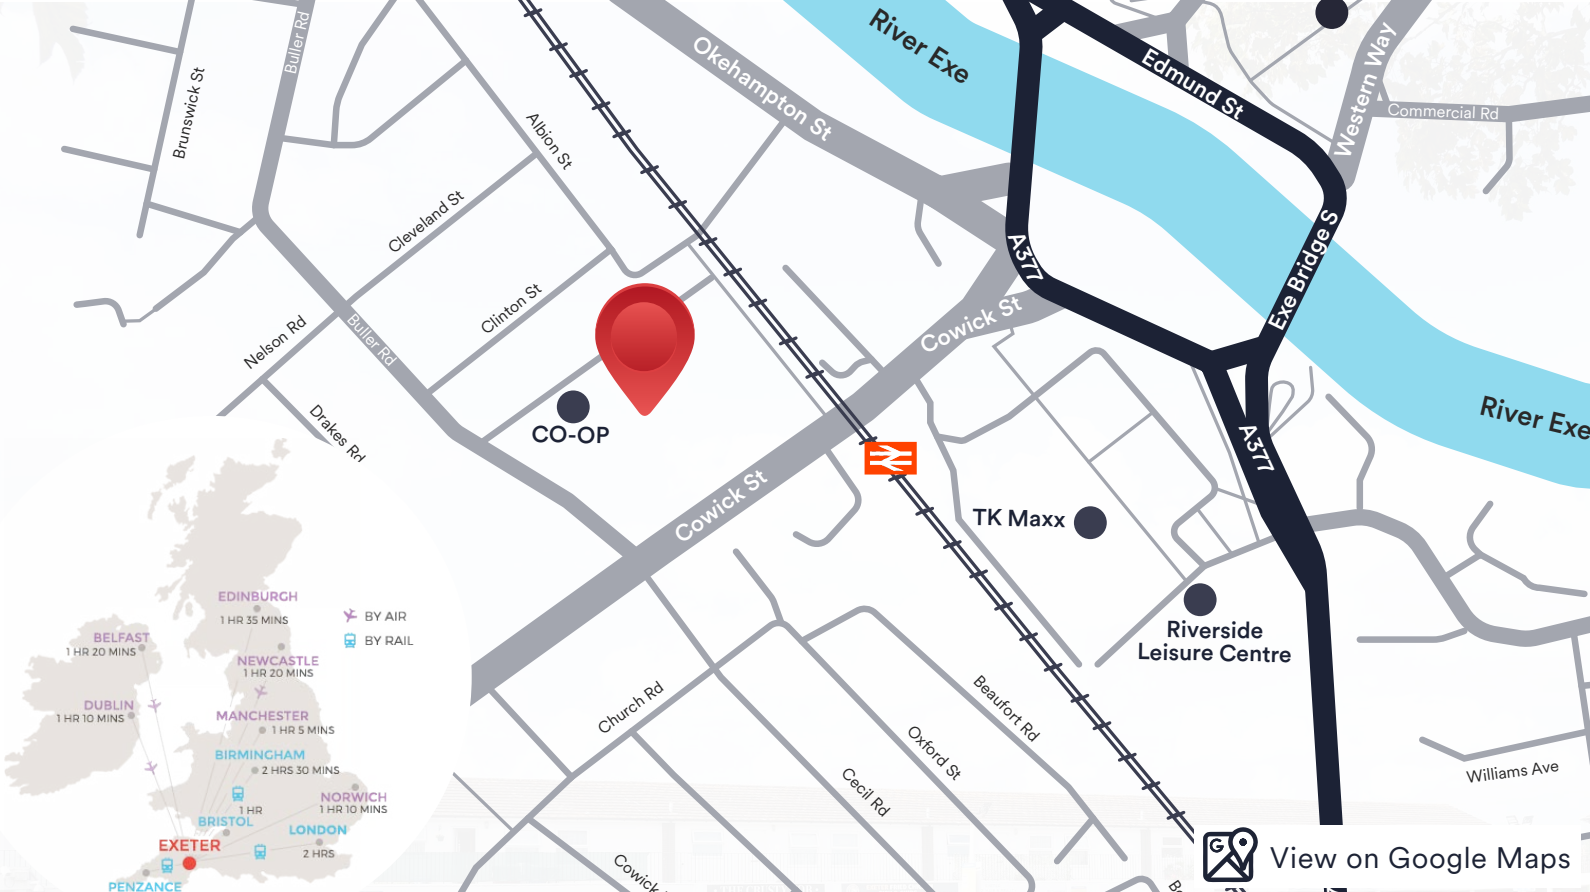 River Exe
Okehampton St
Edmund St
Western Way
Commercial Rd
Buller Rd
Brunswick St
Albion St
Cleveland St
A377
Exe Bridge S
Clinton St
Cowick St
Nelson Rd
Buller Rd
Drakes Rd
CO-OP
River Exe
A377
Cowick St
TK Maxx
Riverside
Leisure Centre
Church Rd
Beaufort Rd
Oxford St
Cecil Rd
Williams Ave
Cowick
EDINBURGH
1 HR 35 MINS
BY AIR
BY RAIL
BELFAST
1 HR 20 MINS
NEWCASTLE
1 HR 20 MINS
DUBLIN
1 HR 10 MINS
MANCHESTER
1 HR 5 MINS
BIRMINGHAM
2 HRS 30 MINS
NORWICH
1 HR 10 MINS
1 HR
BRISTOL
LONDON
2 HRS
EXETER
PENZANCE
G
View on Google Maps